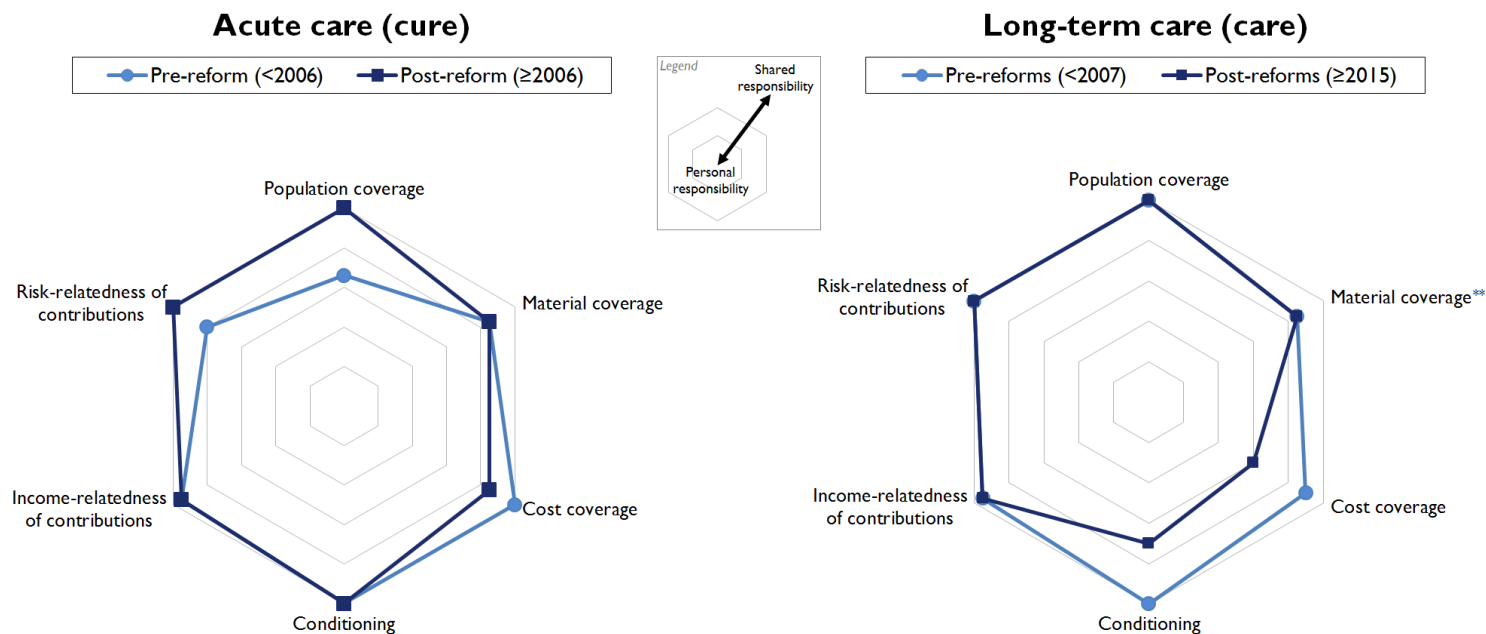 Acute care (cure)
Pre-reform (<2006)
Post-reform (≥2006)
Population coverage
Material coverage
Cost coverage
Conditioning
Income-relatedness
of contributions
Risk-relatedness of
contributions
Legend
Shared
responsibility
Personal
responsibility
Long-term care (care)
Pre-reforms (<2007)
Post-reforms (≥2015)
Population coverage
Material coverage**
Cost coverage
Conditioning
Income-relatedness
of contributions
Risk-relatedness of
contributions